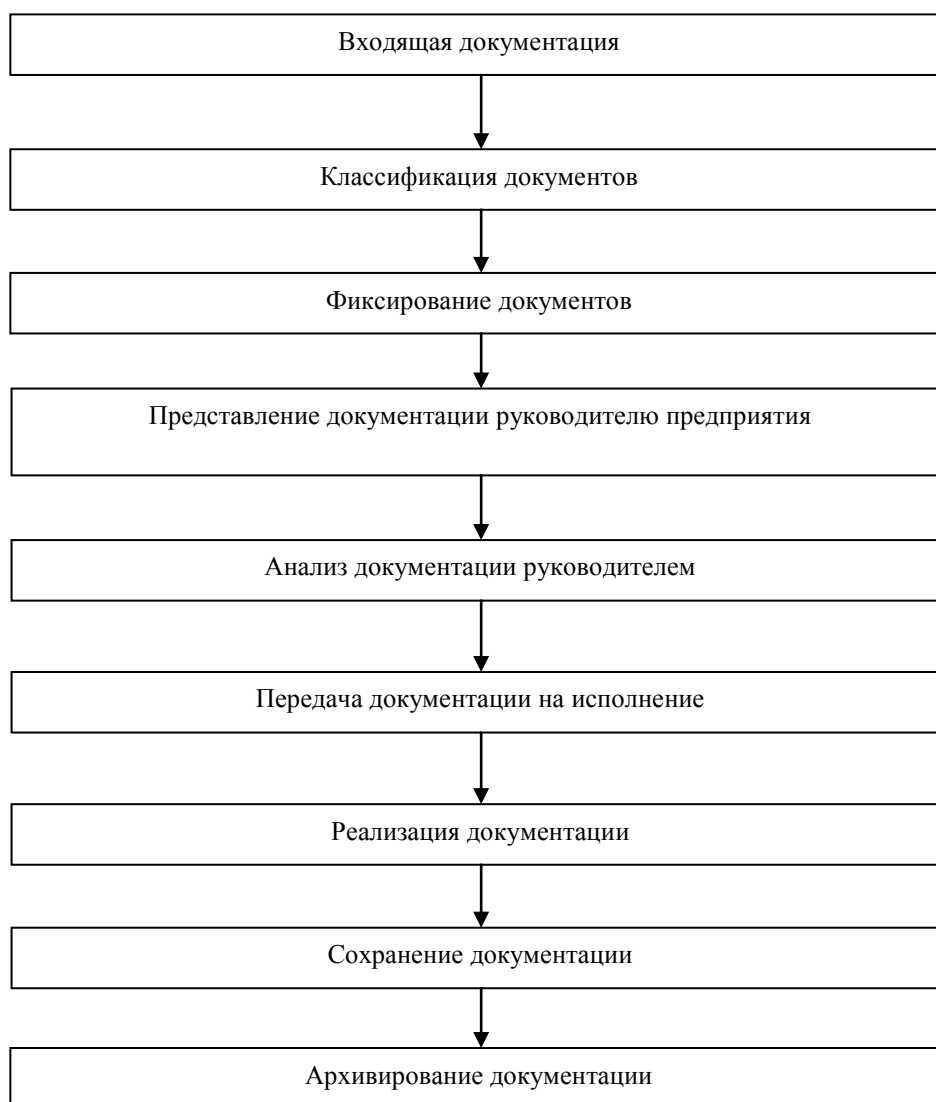 Входящая документация
Классификация документов
Фиксирование документов
Представление документации руководителю предприятия
Анализ документации руководителем
Передача документации на исполнение
Реализация документации
Сохранение документации
Архивирование документации